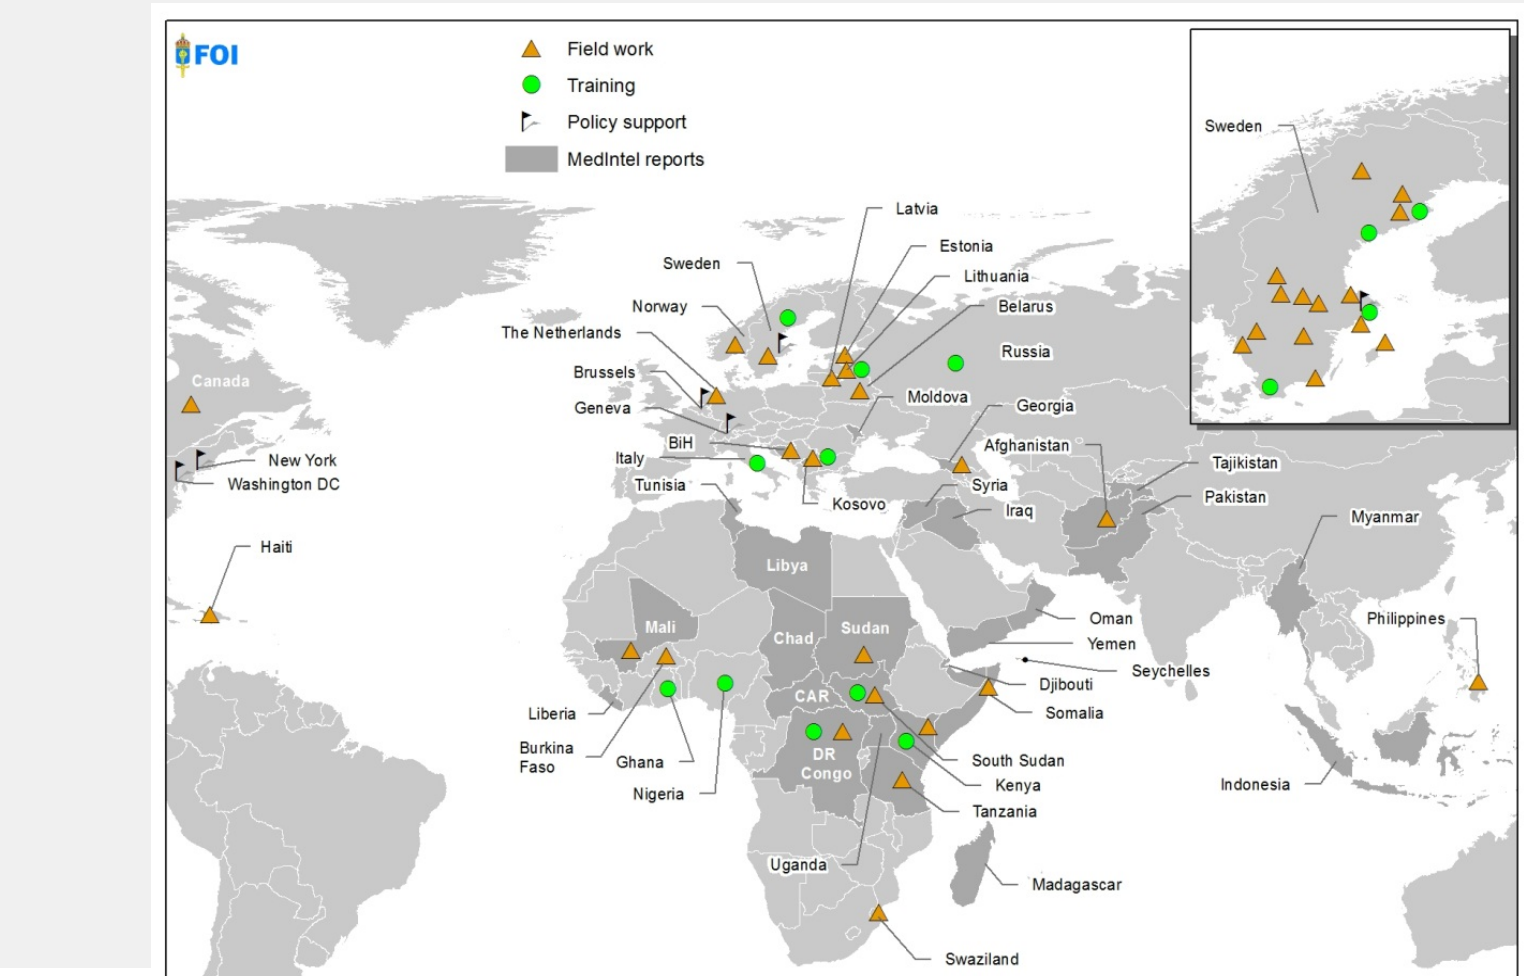 FOI
Field work
Training
Policy support
MedIntel reports
Sweden
Latvia
Estonia
Sweden
Lithuania
Norway
Belarus
The Netherlands
Russia
Brussels
Canada
Moldova
Geneva
Georgia
BiH
Afghanistan
Italy
New York
Tajikistan
Washington DC
Tunisia
Syria
Pakistan
Kosovo
Iraq
Myanmar
Haiti
Libya
Oman
Philippines
Mali
Chad
Sudan
Yemen
Seychelles
Djibouti
CAR
Liberia
Somalia
Burkina
Faso
Ghana
DR
Congo
South Sudan
Kenya
Indonesia
Nigeria
Tanzania
Uganda
Madagascar
Swaziland